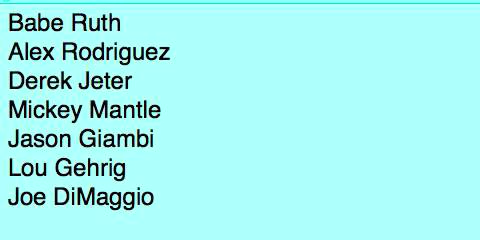 Babe Ruth
Alex Rodriguez
Derek Jeter
Mickey Mantle
Jason Giambi
Lou Gehrig
Joe DiMaggio